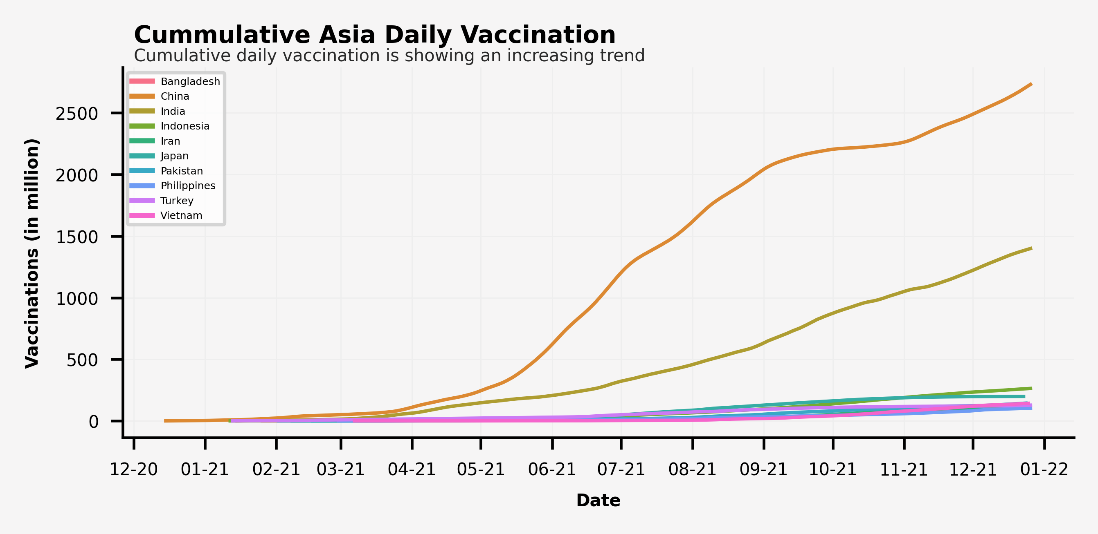 Cummulative Asia Daily Vaccination
Cumulative daily vaccination is showing an increasing trend
Bangladesh
China
India
Indonesia
Iran
Japan
Pakistan
Philippines
Turkey
Vietnam
Vaccinations (in million)
2500
2000
1500
1000
500
0
12-20 01-21 02-21 03-21 04-21 05-21 06-21 07-21 08-21 09-21 10-21 11-21 12-21 01-22
Date